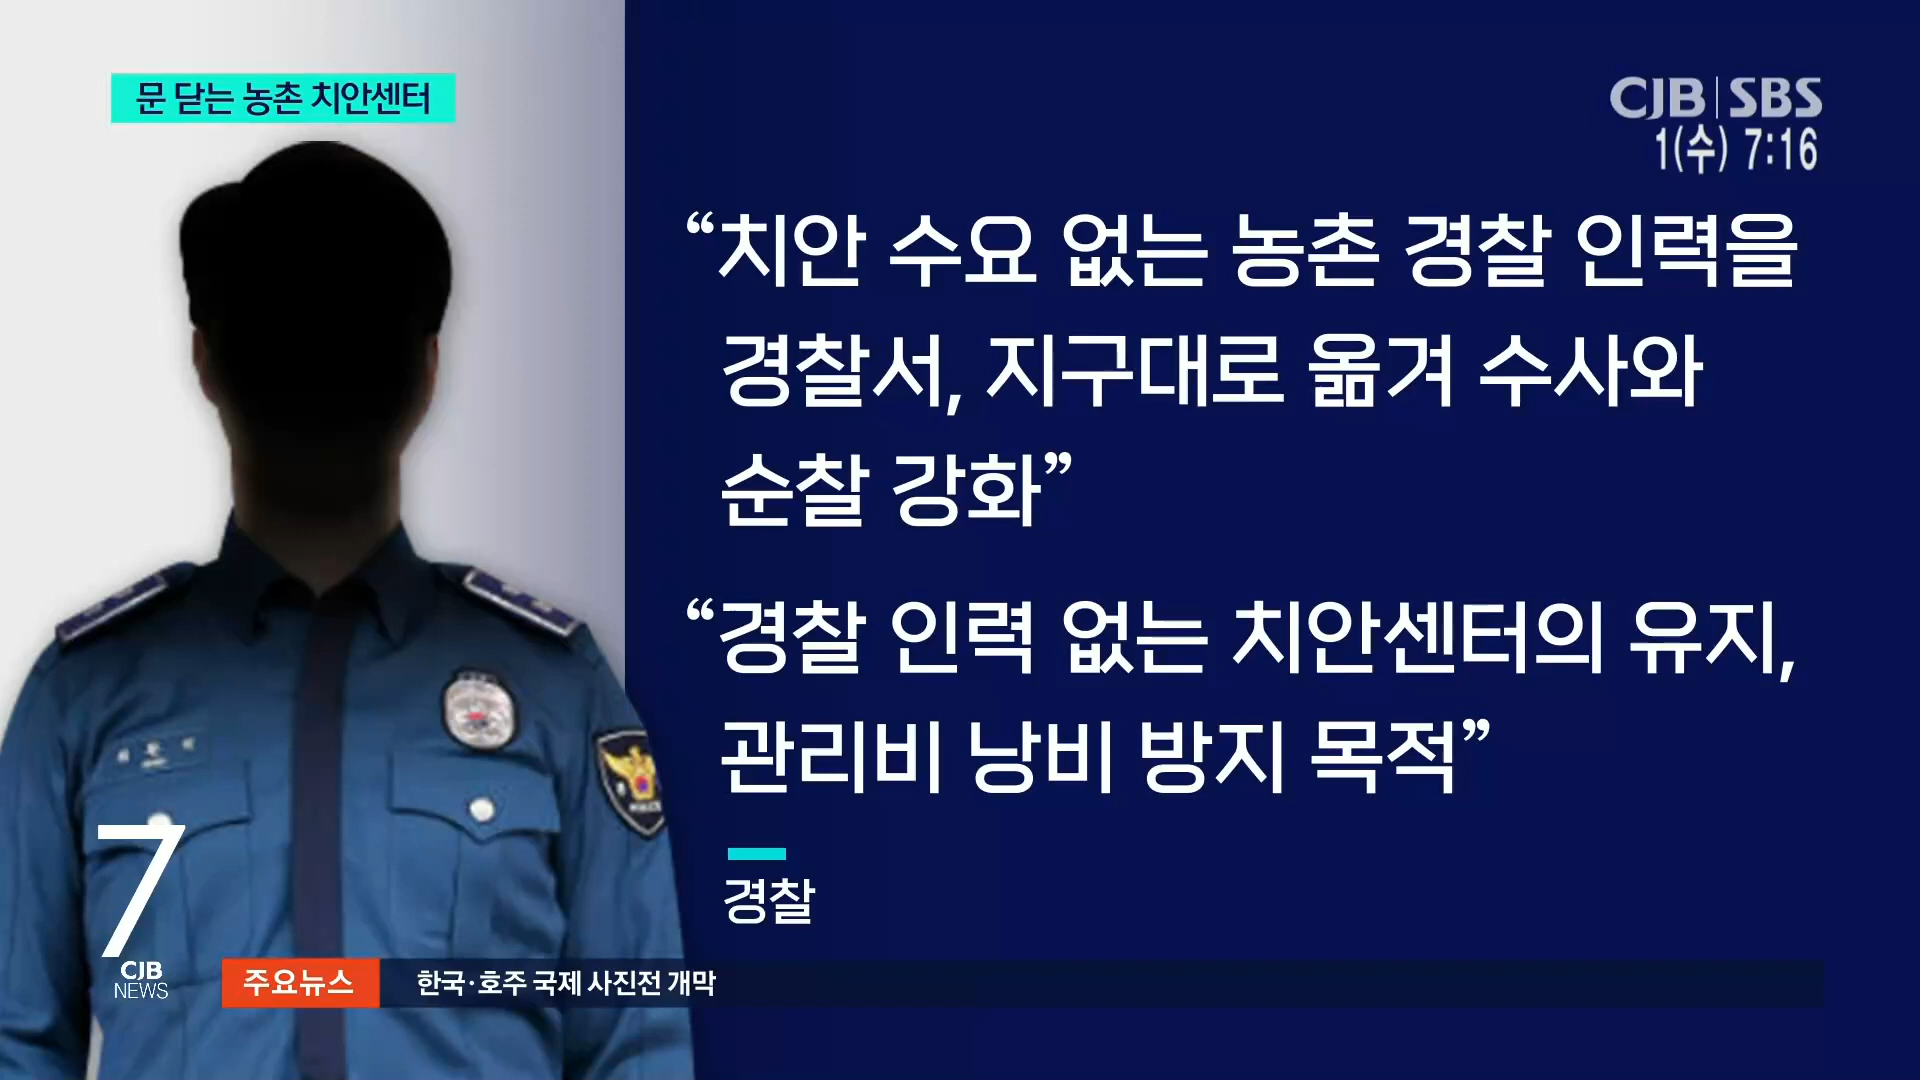 문 닫는 농촌 치안센터
CJB SBS
1(수) 7:16
“치안 수요 없는 농촌 경찰 인력을
경찰서, 지구대로 옮겨 수사와
순찰 강화”
“경찰 인력 없는 치안센터의 유지,
관리비 낭비 방지 목적”
경찰
7
CJB
NEWS
주요뉴스 한국·호주 국제 사진전 개막